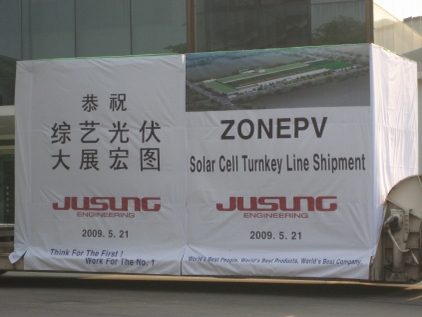 恭祝
综艺光伏
大展宏图
JUSUNG
ENGINEERING
2009. 5. 21
Think For The First !
Work For The No. 1
ZONEPV
Solar Cell Turnkey Line Shipment
JUSUNG
ENGINEERING
2009. 5. 21
World's Best People, World's Best Products, World's Best Company